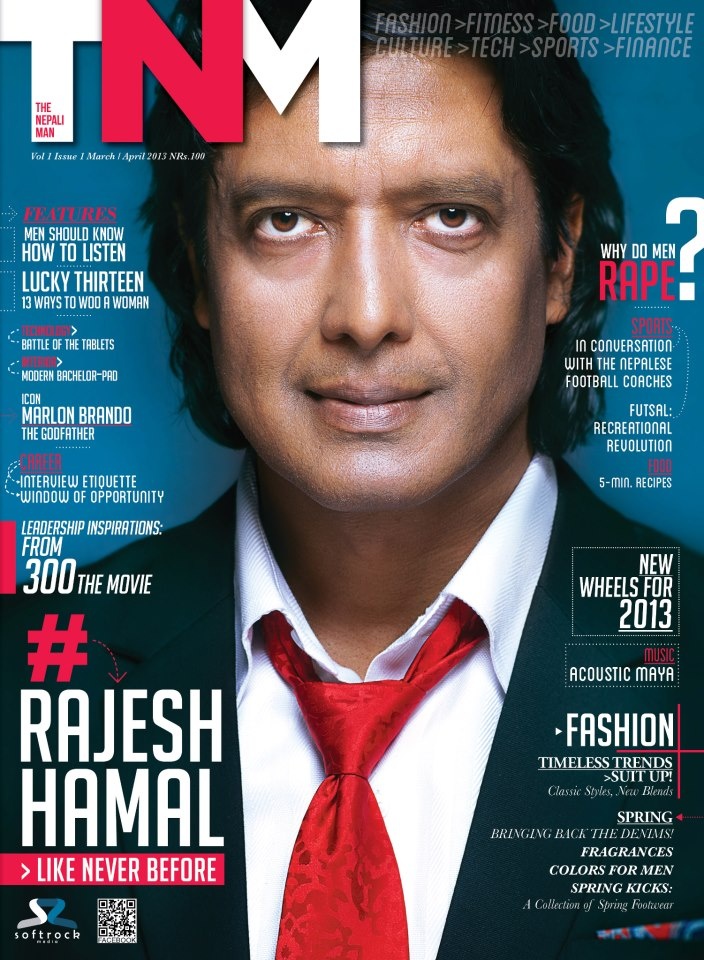 TNM
THE
NEPALI
MAN
FASHION >FITNESS >FOOD >LIFESTYLE
CULTURE >TECH >SPORTS >FINANCE
Vol 1 Issue 1 March | April 2013 NRs.100
FEATURES
MEN SHOULD KNOW
HOW TO LISTEN
LUCKY THIRTEEN
13 WAYS TO WOO A WOMAN
TECHNOLOGY>
BATTLE OF THE TABLETS
INTERIOR>
MODERN BACHELOR-PAD
ICON
MARLON BRANDO
THE GODFATHER
CAREER
INTERVIEW ETIQUETTE
WINDOW OF OPPORTUNITY
LEADERSHIP INSPIRATIONS:
FROM
300 THE MOVIE
#
RAJESH
HAMAL
> LIKE NEVER BEFORE
softrock
media
FACEBOOK
WHY DO MEN
RAPE?
SPORTS
IN CONVERSATION
WITH THE NEPALESE
FOOTBALL COACHES
FUTSAL:
RECREATIONAL
REVOLUTION
FOOD
5-MIN. RECIPES
NEW
WHEELS FOR
2013
MUSIC
ACOUSTIC MAYA
FASHION
TIMELESS TRENDS
>SUIT UP!
Classic Styles, New Blends
SPRING
BRINGING BACK THE DENIMS!
FRAGRANCES
COLORS FOR MEN
SPRING KICKS:
A Collection of Spring Footwear